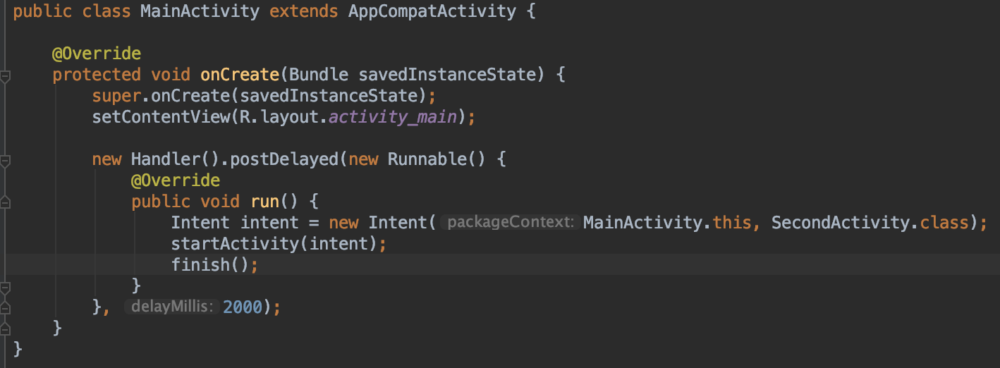 public class MainActivity extends AppCompatActivity {
@Override
protected void onCreate(Bundle savedInstanceState) {
super.onCreate(savedInstanceState);
setContentView(R.layout.activity_main);
new Handler().postDelayed(new Runnable() {
@Override
public void run() {
Intent intent = new Intent( packageContext: MainActivity.this, SecondActivity.class);
startActivity(intent);
finish();
}
}, delayMillis: 2000);
}
}